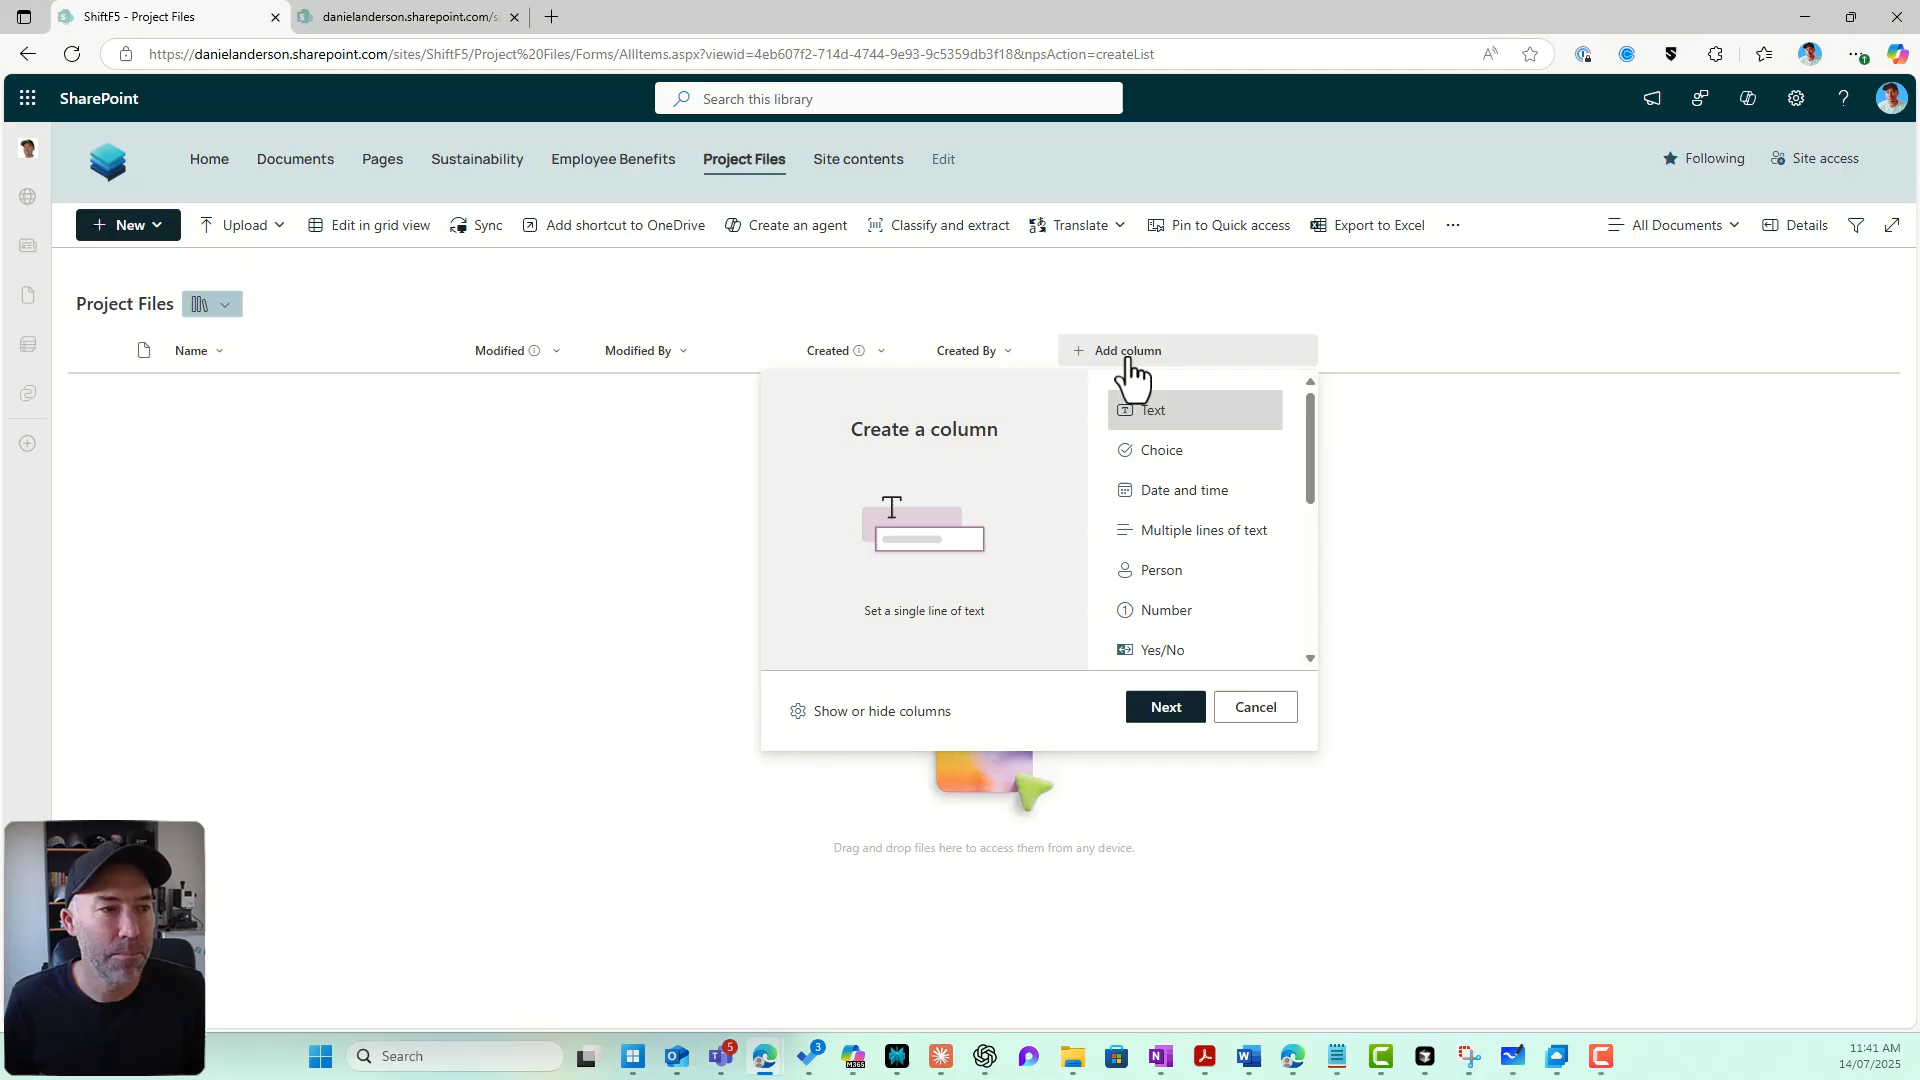 ShiftF5 - Project Files
danielanderson.sharepoint.com/s
https://danielanderson.sharepoint.com/sites/ShiftF5/Project%20Files/Forms/AllItems.aspx?viewid=4eb607f2-714d-4744-9e93-9c5359db3f18&npsAction=createList
SharePoint
Search this library
Home
Documents
Pages
Sustainability
Employee Benefits
Project Files
Site contents
Edit
Following
Site access
New
Upload
Edit in grid view
Sync
Add shortcut to OneDrive
Create an agent
Classify and extract
Translate
Pin to Quick access
Export to Excel
All Documents
Details
Project Files
Name
Modified
Modified By
Created
Created By
Add column
Create a column
T
Set a single line of text
Text
Choice
Date and time
Multiple lines of text
Person
Number
Yes/No
Show or hide columns
Next
Cancel
Drag and drop files here to access them from any device.
Search
5
3
M365
11:41 AM
14/07/2025